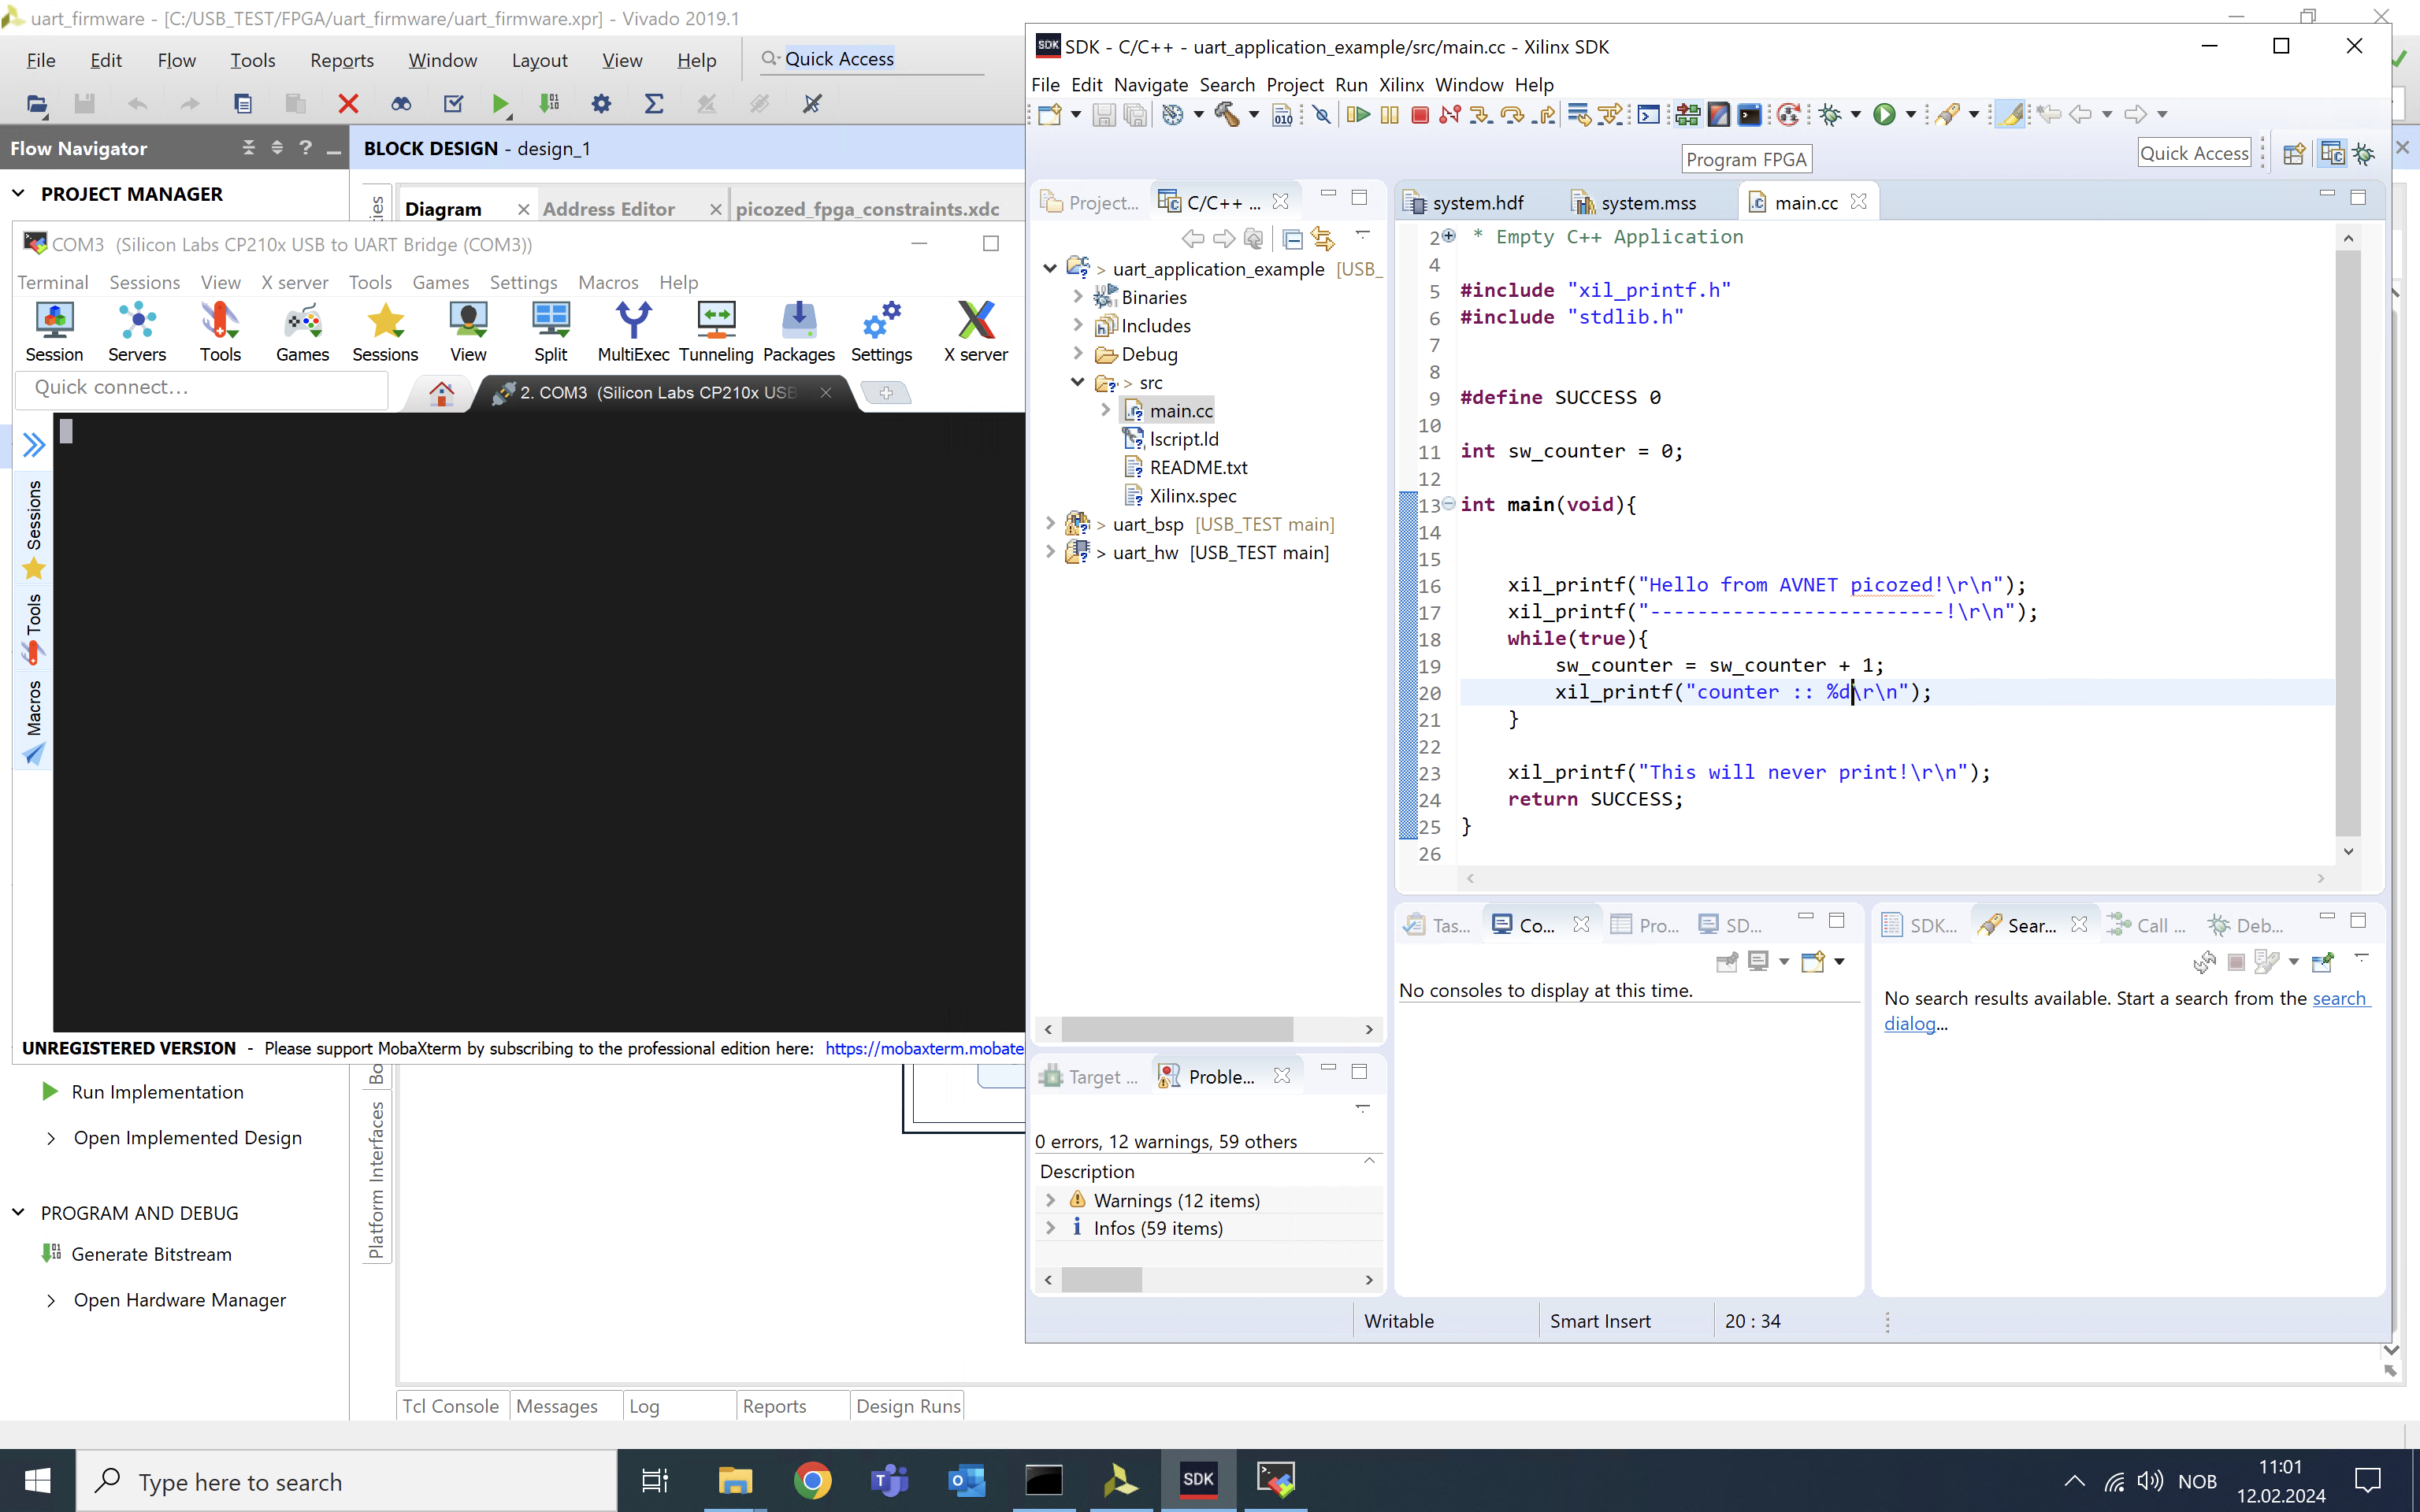 uart_firmware - [C:/USB_TEST/FPGA/uart_firmware/uart_firmware.xpr] - Vivado 2019.1
File Edit Flow Tools Reports Window Layout View Help Quick Access
Flow Navigator
BLOCK DESIGN - design_1
PROJECT MANAGER
Diagram Address Editor picozed_fpga_constraints.xdc
COM3 (Silicon Labs CP210x USB to UART Bridge (COM3))
Terminal Sessions View X server Tools Games Settings Macros Help
Session Servers Tools Games Sessions View Split MultiExec Tunneling Packages Settings X server
Quick connect...
2. COM3 (Silicon Labs CP210x USB
Sessions
Tools
Macros
UNREGISTERED VERSION - Please support MobaXterm by subscribing to the professional edition here: https://mobaxterm.mobate
Run Implementation
Open Implemented Design
PROGRAM AND DEBUG
Generate Bitstream
Open Hardware Manager
Platform Interfaces
Tcl Console Messages Log Reports Design Runs
SDK SDK - C/C++ - uart_application_example/src/main.cc - Xilinx SDK
File Edit Navigate Search Project Run Xilinx Window Help
Program FPGA
Quick Access
Project... C/C++ ...
> uart_application_example [USB_
Binaries
Includes
Debug
> src
main.cc
lscript.ld
README.txt
Xilinx.spec
> uart_bsp [USB_TEST main]
> uart_hw [USB_TEST main]
system.hdf system.mss main.cc
2 * Empty C++ Application
4
5 #include "xil_printf.h"
6 #include "stdlib.h"
7
8
9 #define SUCCESS 0
10
11 int sw_counter = 0;
12
13 int main(void){
14
15
16 xil_printf("Hello from AVNET picozed!\r\n");
17 xil_printf("-------------------------!\r\n");
18 while(true){
19 sw_counter = sw_counter + 1;
20 xil_printf("counter :: %d\r\n");
21 }
22
23 xil_printf("This will never print!\r\n");
24 return SUCCESS;
25 }
26
Target ... Proble...
0 errors, 12 warnings, 59 others
Description
Warnings (12 items)
Infos (59 items)
Tas... Co... Pro... SD...
No consoles to display at this time.
SDK... Sear... Call ... Deb...
No search results available. Start a search from the search
dialog...
Writable Smart Insert 20 : 34
Type here to search
SDK
NOB
11:01
12.02.2024